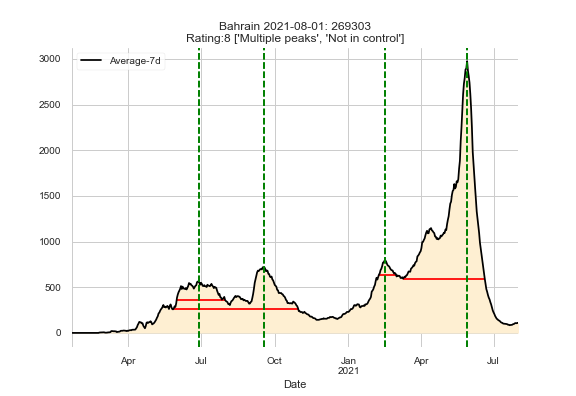 Bahrain 2021-08-01: 269303
Rating:8 ['Multiple peaks', 'Not in control']
Average-7d
3000
2500
2000
1500
1000
500
0
Apr Jul Oct Jan Apr Jul
2021
Date